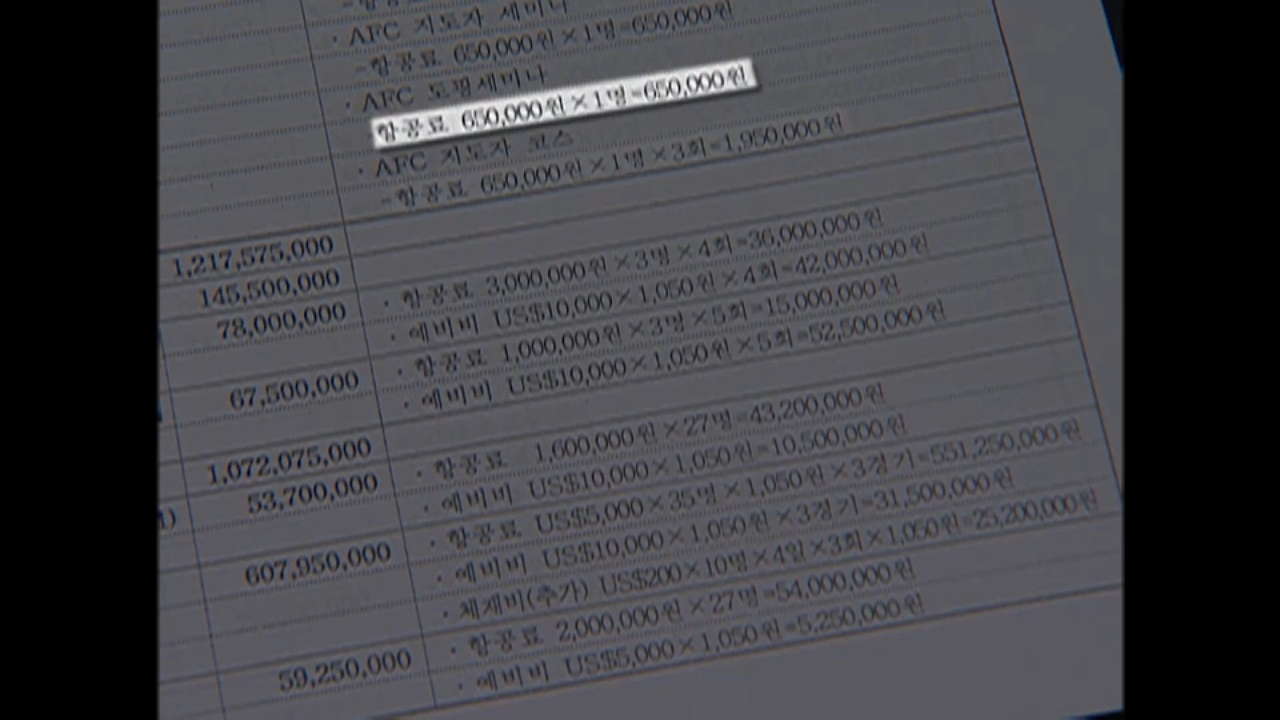 -항공료
· AFC 지도자 세미나
-항공료 650,000원×1명=650,000원
· AFC 도핑세미나
항공료 650,000원×1명=650,000원
· AFC 지도자 코스
-항공료 650,000원×1명×3회=1,950,000원
1,217,575,000
145,500,000
78,000,000 · 항공료 3,000,000원×3명×4회=36,000,000원
· 예비비 US$10,000×1,050원×4회=42,000,000원
67,500,000 · 항공료 1,000,000원×3명×5회=15,000,000원
· 예비비 US$10,000×1,050원×5회=52,500,000원
1,072,075,000
53,700,000 · 항공료 1,600,000원×27명=43,200,000원
· 예비비 US$10,000×1,050원=10,500,000원
607,950,000 · 항공료 US$5,000×35명×1,050원×3경기=551,250,000원
· 예비비 US$10,000×1,050원×3경기=31,500,000원
· 체재비(추가) US$200×10명×4일×3회×1,050원=25,200,000원
59,250,000 · 항공료 2,000,000원×27명=54,000,000원
· 예비비 US$5,000×1,050원=5,250,000원